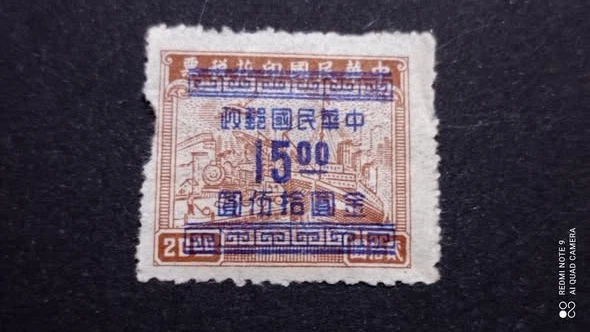 中華民國印花稅票
中華民國郵政
15.00
金圓拾伍圓
REDMI NOTE 9
AI QUAD CAMERA